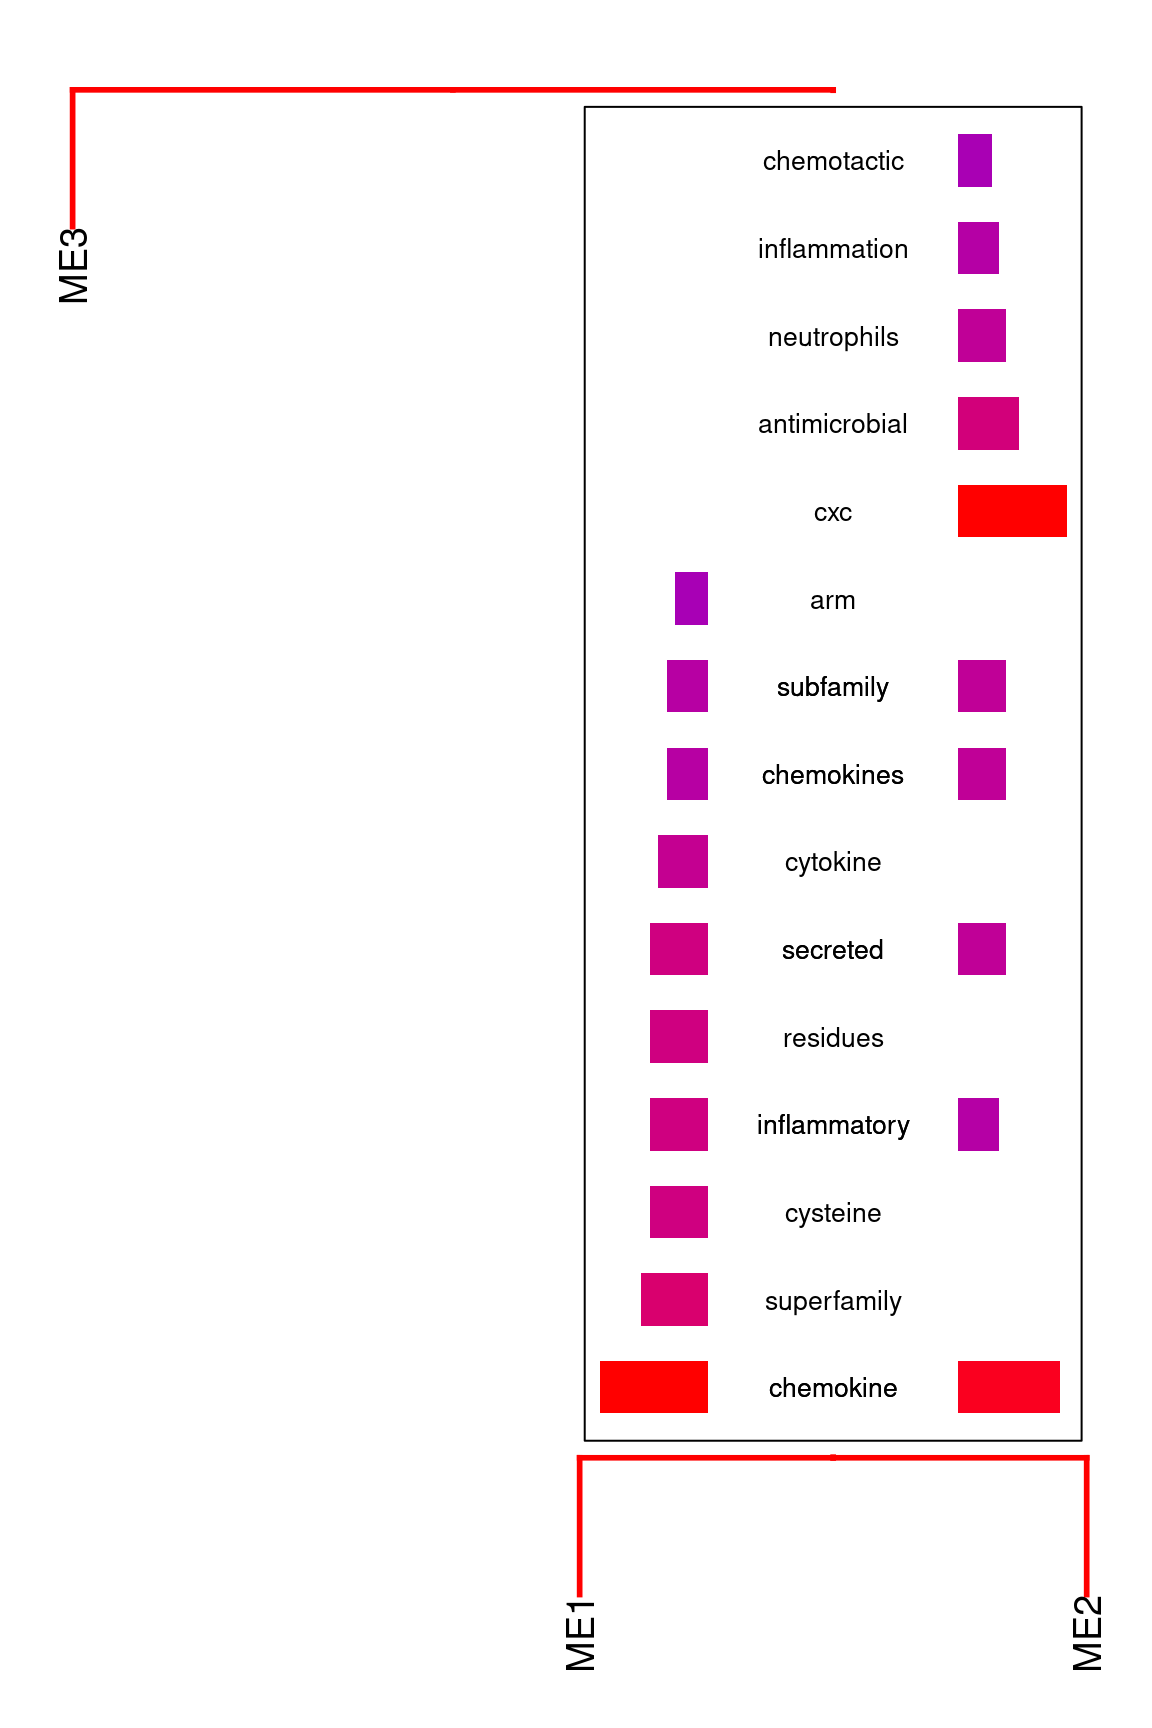 ME3
chemotactic
inflammation
neutrophils
antimicrobial
cxc
arm
subfamily
chemokines
cytokine
secreted
residues
inflammatory
cysteine
superfamily
chemokine
ME1
ME2